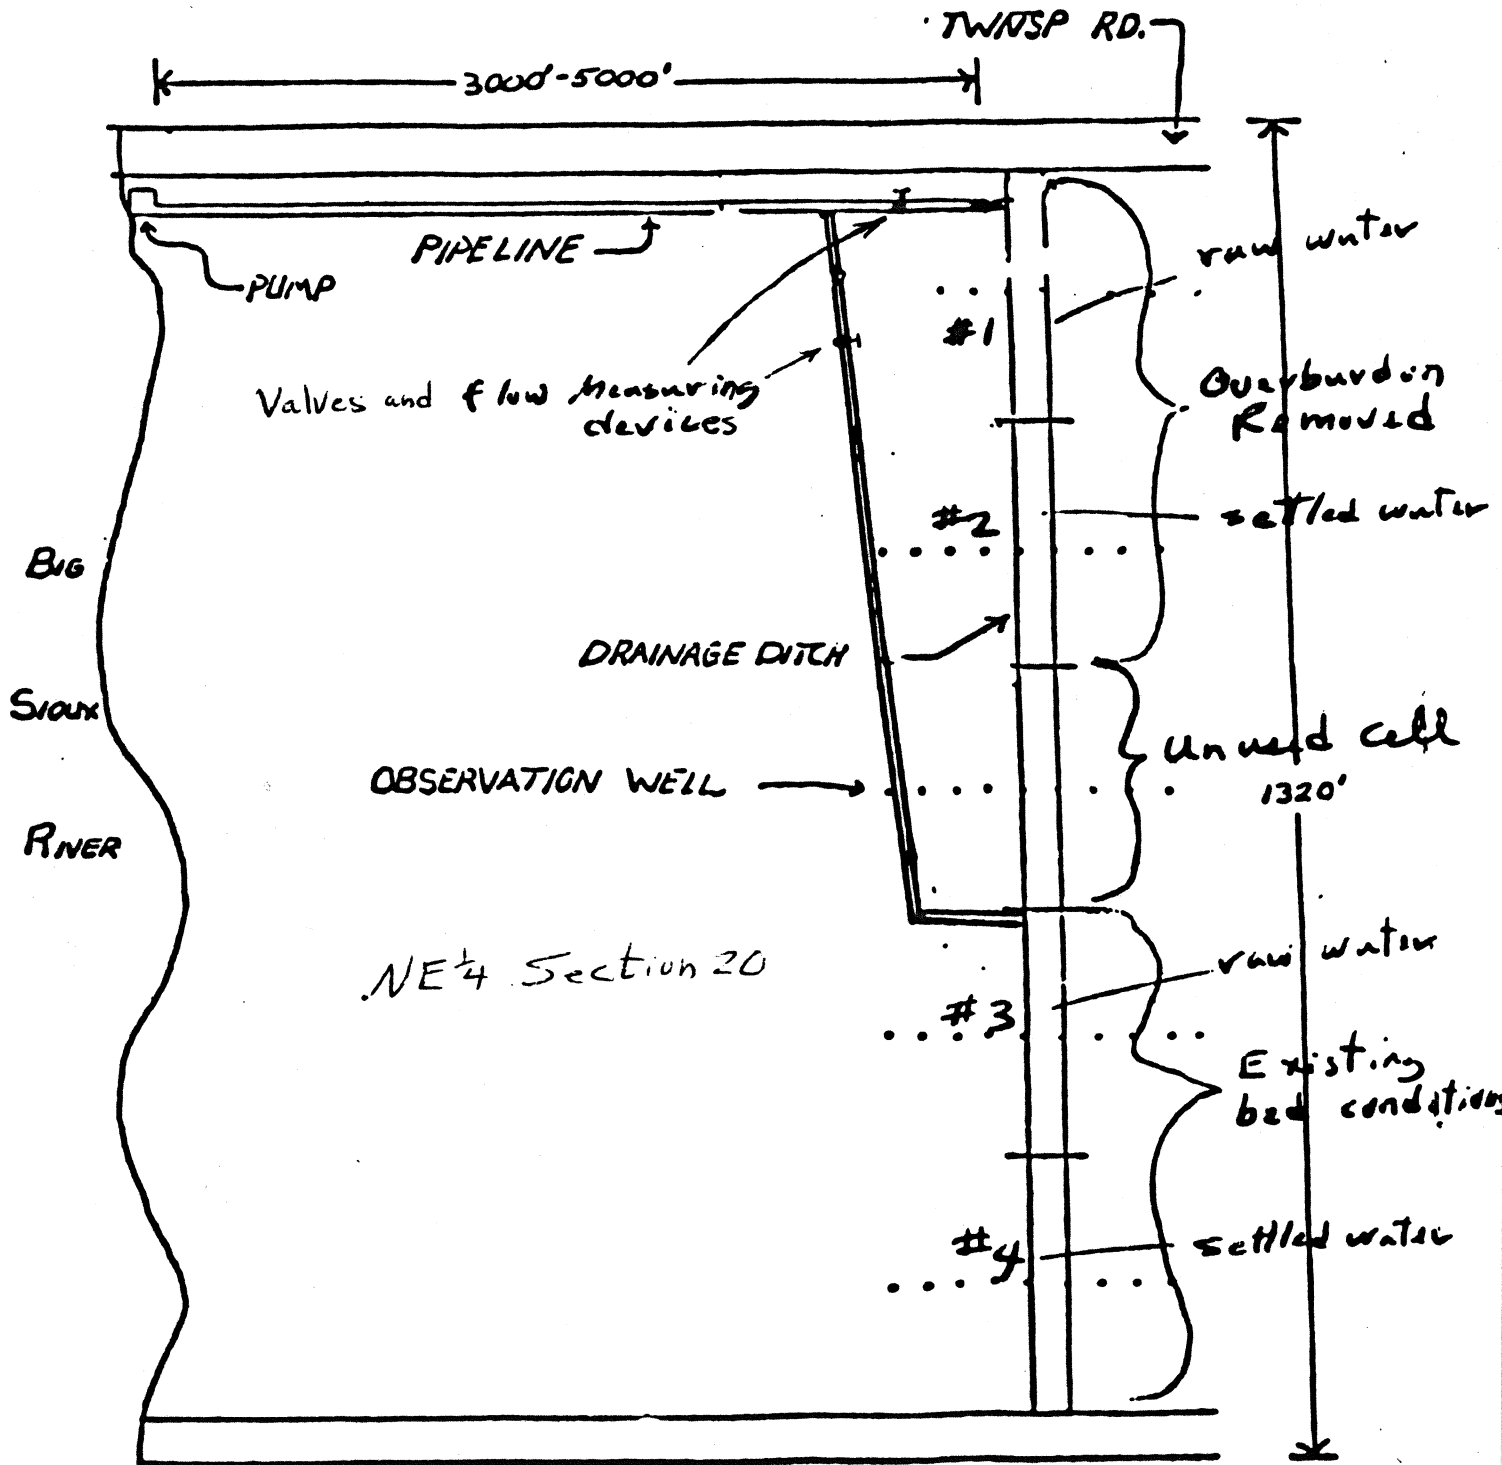 TWNSP RD.
3000'-5000'
PIPELINE
PUMP
raw water
#1
Valves and flow Measuring
devices
Overburden
Removed
#2
settled water
BIG
DRAINAGE DITCH
SIOUX
Unused Cell
OBSERVATION WELL
1320'
RIVER
NE 1/4 Section 20
raw water
#3
Existing
bed conditions
#4
settled water